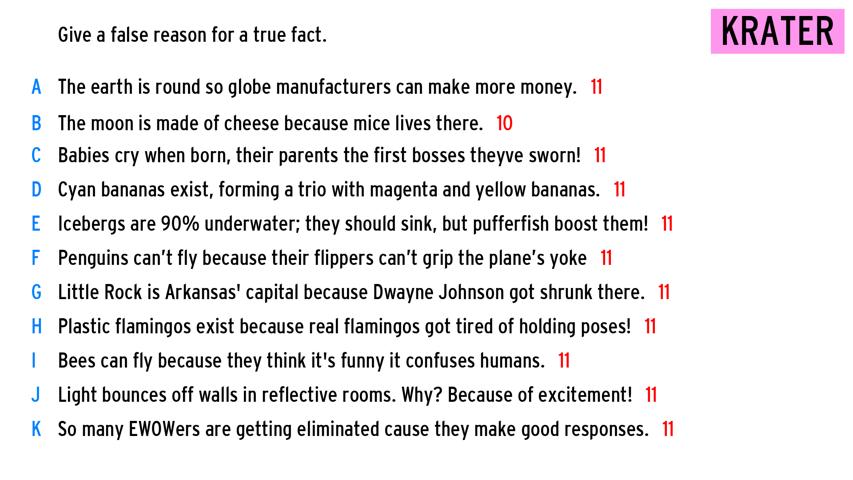 Give a false reason for a true fact.
KRATER
A The earth is round so globe manufacturers can make more money. 11
B The moon is made of cheese because mice lives there. 10
C Babies cry when born, their parents the first bosses theyve sworn! 11
D Cyan bananas exist, forming a trio with magenta and yellow bananas. 11
E Icebergs are 90% underwater; they should sink, but pufferfish boost them! 11
F Penguins can’t fly because their flippers can’t grip the plane’s yoke 11
G Little Rock is Arkansas' capital because Dwayne Johnson got shrunk there. 11
H Plastic flamingos exist because real flamingos got tired of holding poses! 11
I Bees can fly because they think it's funny it confuses humans. 11
J Light bounces off walls in reflective rooms. Why? Because of excitement! 11
K So many EWOWers are getting eliminated cause they make good responses. 11